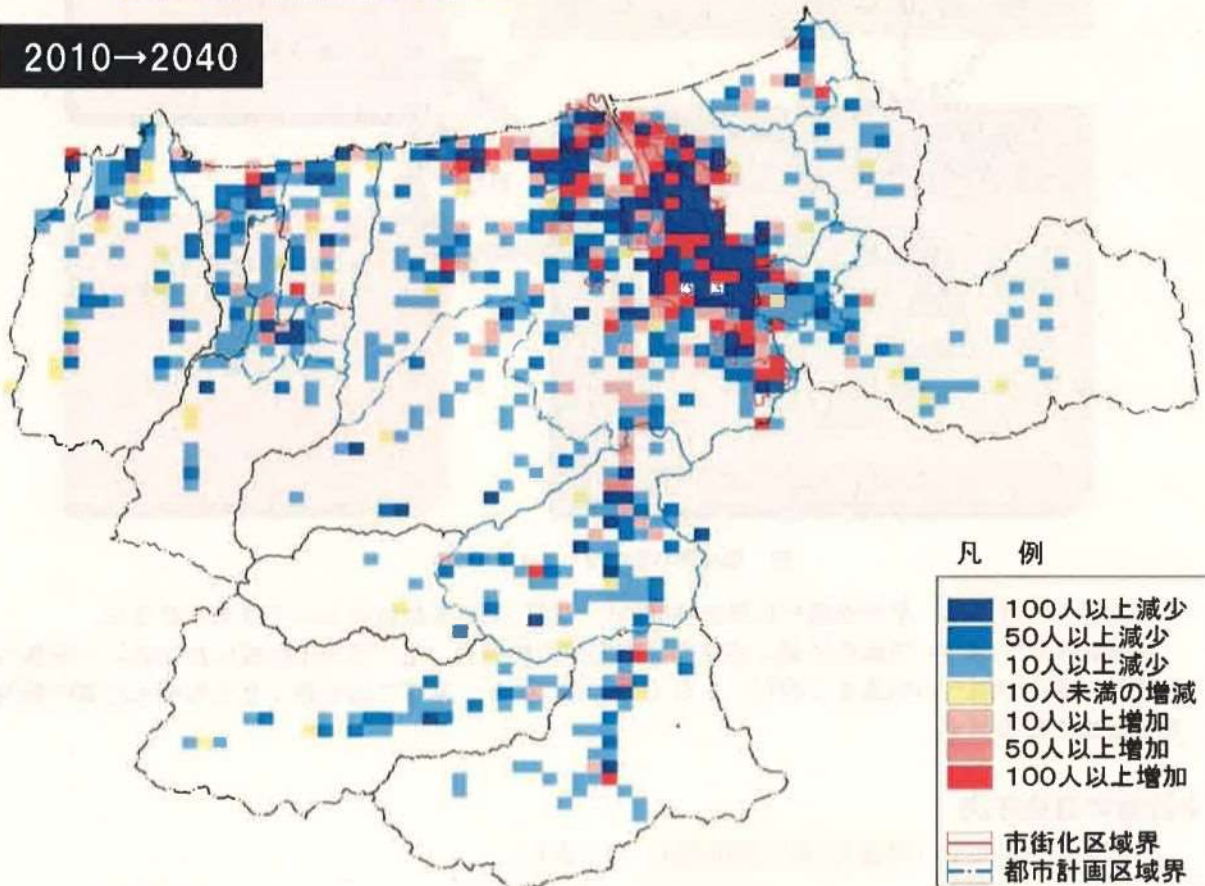 2010→2040
凡 例
100人以上減少
50人以上減少
10人以上減少
10人未満の増減
10人以上増加
50人以上増加
100人以上増加
市街化区域界
都市計画区域界